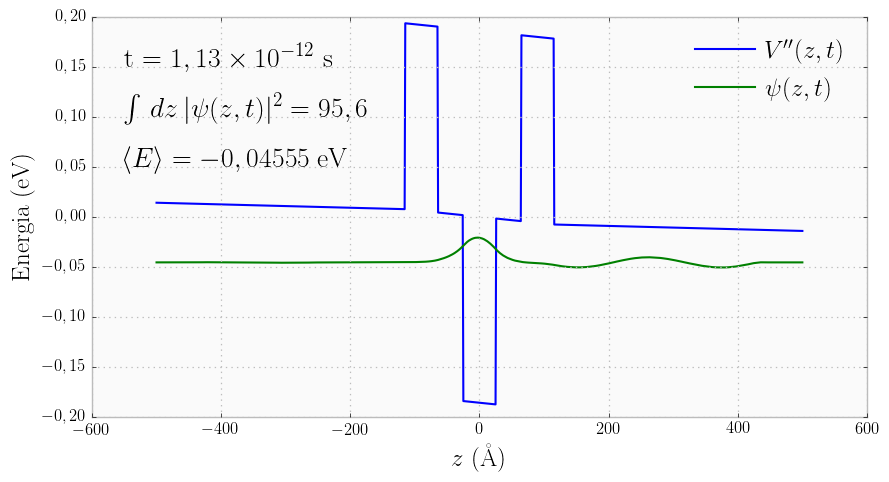 0,20
0,15
0,10
0,05
0,00
−0,05
−0,10
−0,15
−0,20
Energia (eV)
t = 1,13 × 10⁻¹² s
∫ dz |ψ(z, t)|² = 95,6
⟨E⟩ = −0,04555 eV
V′′(z, t)
ψ(z, t)
−600 −400 −200 0 200 400 600
z (Å)